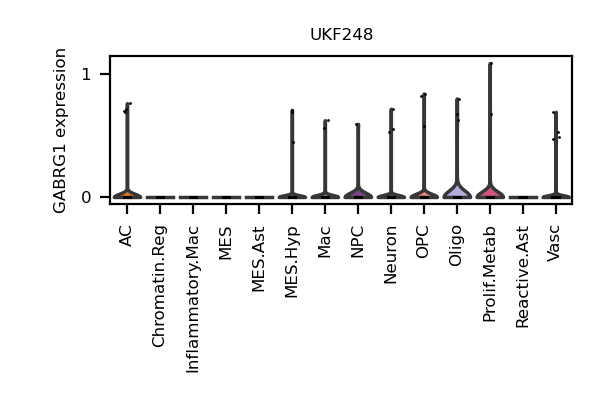 UKF248
GABRG1 expression
1
0
AC
Chromatin.Reg
Inflammatory.Mac
MES
MES.Ast
MES.Hyp
Mac
NPC
Neuron
OPC
Oligo
Prolif.Metab
Reactive.Ast
Vasc